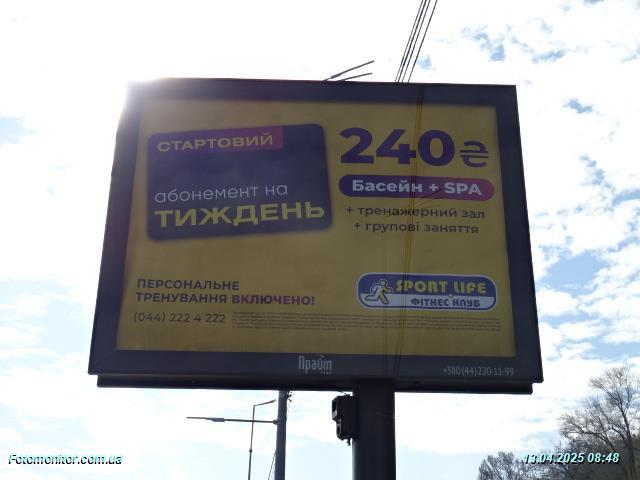 СТАРТОВИЙ
абонемент на
ТИЖДЕНЬ
240₴
Басейн + SPA
+ тренажерний зал
+ групові заняття
ПЕРСОНАЛЬНЕ
ТРЕНУВАННЯ ВКЛЮЧЕНО!
(044) 222 4 222
SPORT LIFE
ФІТНЕС КЛУБ
Прайм
+380(44)220-11-99
Fotomonitor.com.ua
13.04.2025 08:48